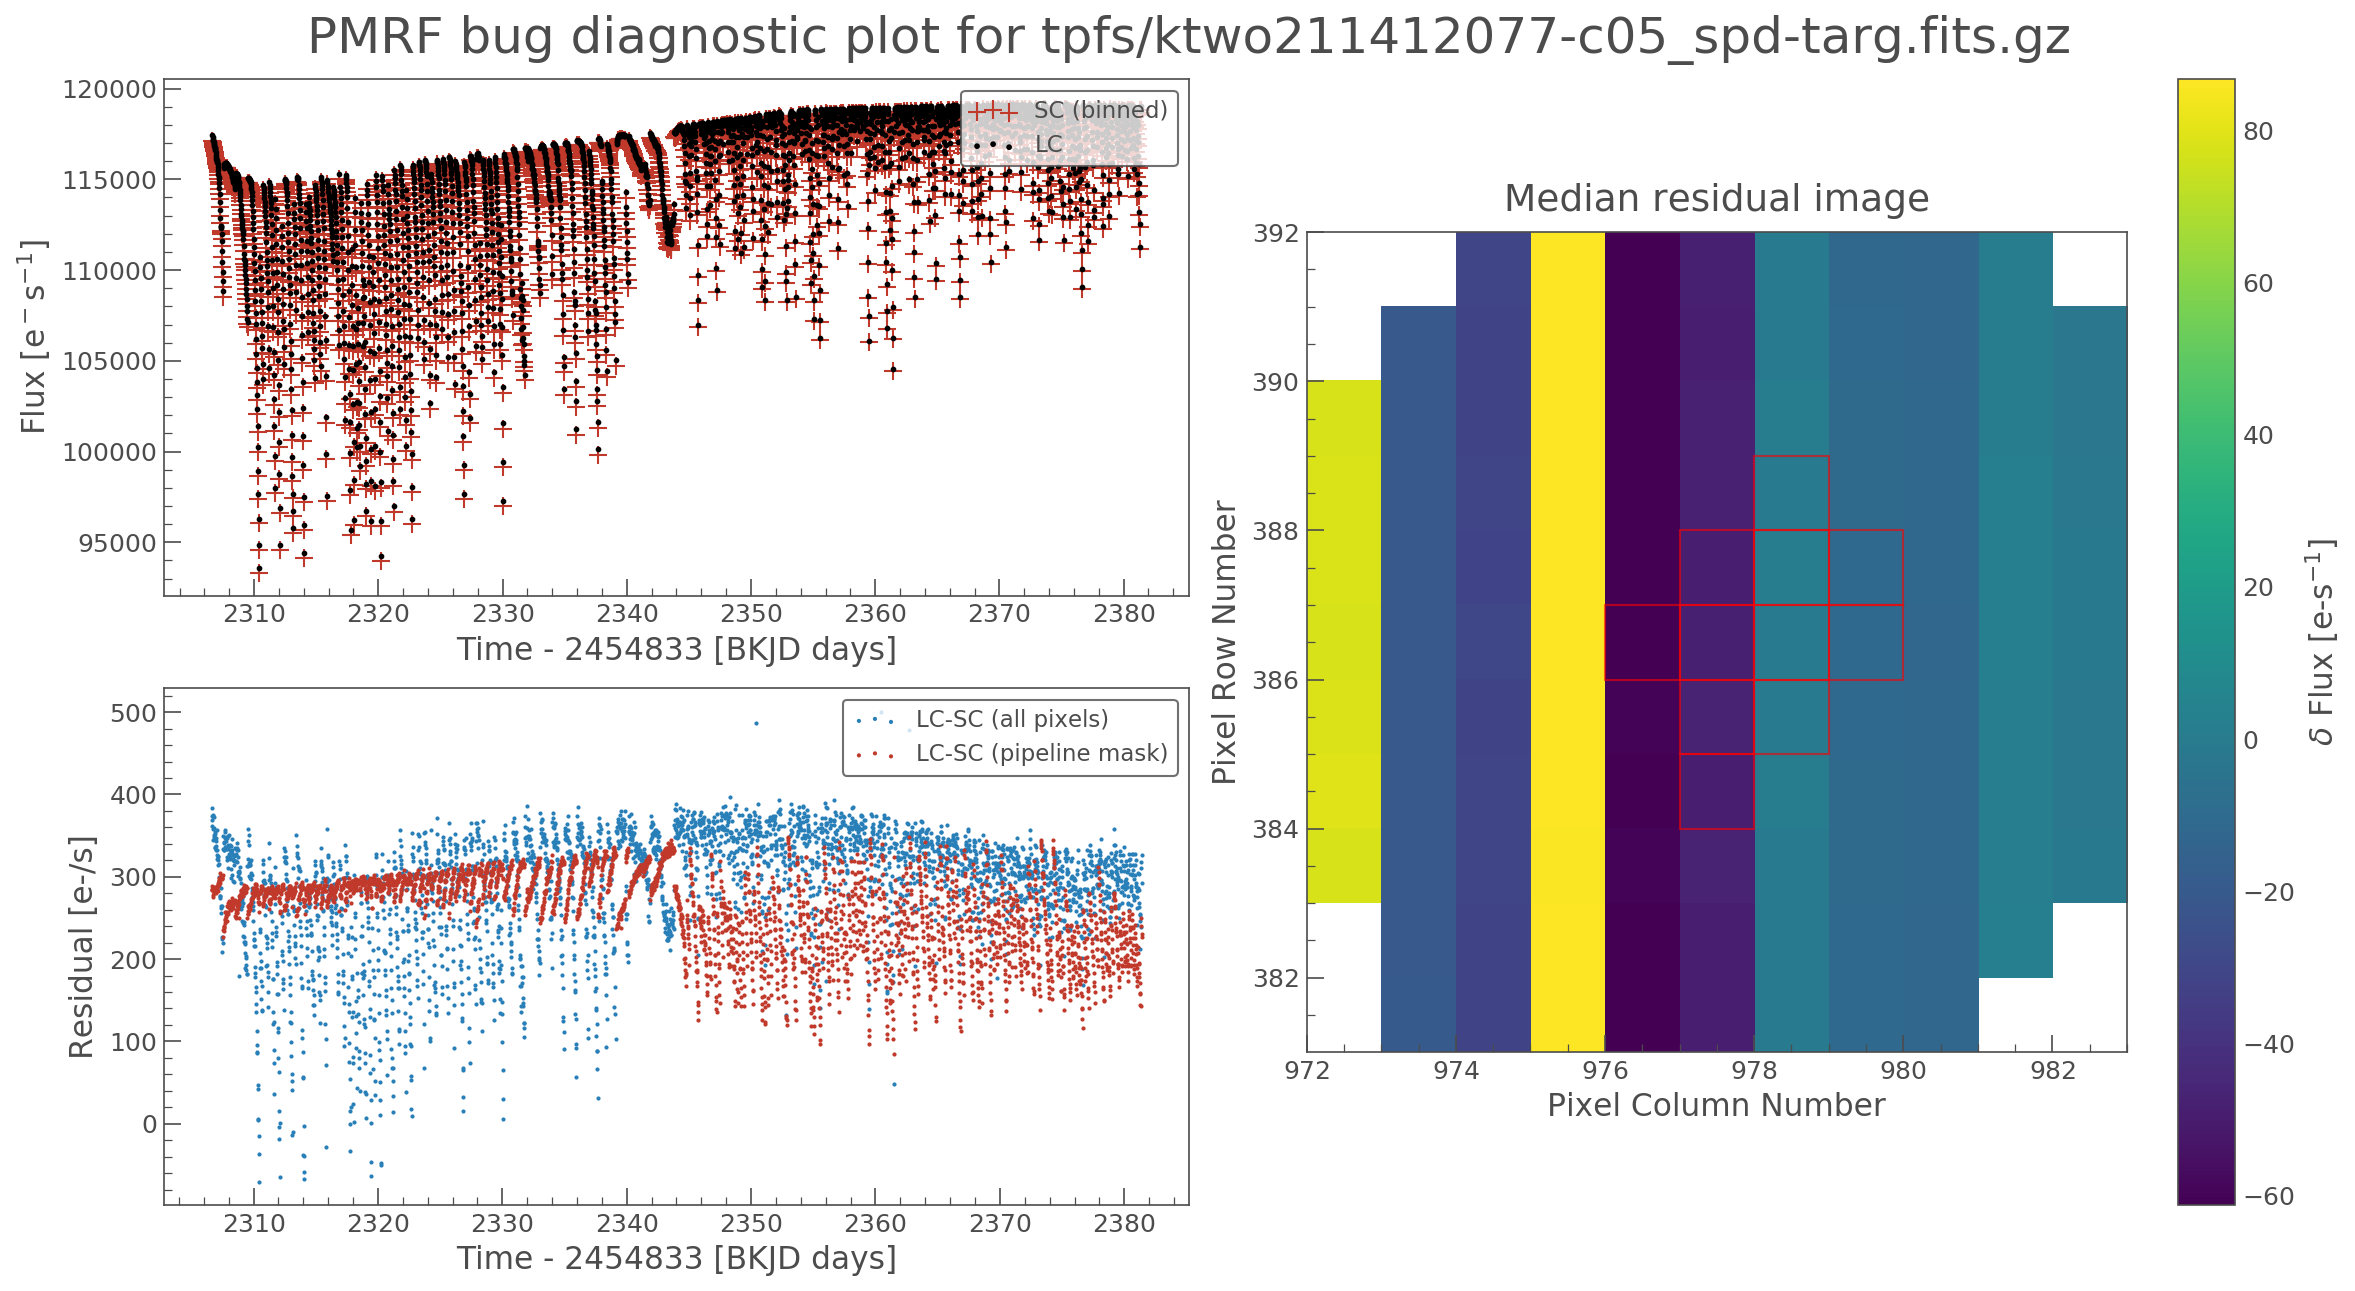 PMRF bug diagnostic plot for tpfs/ktwo211412077-c05_spd-targ.fits.gz
120000
115000
110000
105000
100000
95000
Flux [e⁻ s⁻¹]
SC (binned)
LC
2310 2320 2330 2340 2350 2360 2370 2380
Time - 2454833 [BKJD days]
500
400
300
200
100
0
Residual [e-/s]
LC-SC (all pixels)
LC-SC (pipeline mask)
2310 2320 2330 2340 2350 2360 2370 2380
Time - 2454833 [BKJD days]
Median residual image
392
390
388
386
384
382
Pixel Row Number
972 974 976 978 980 982
Pixel Column Number
80
60
40
20
0
−20
−40
−60
δ Flux [e-s⁻¹]